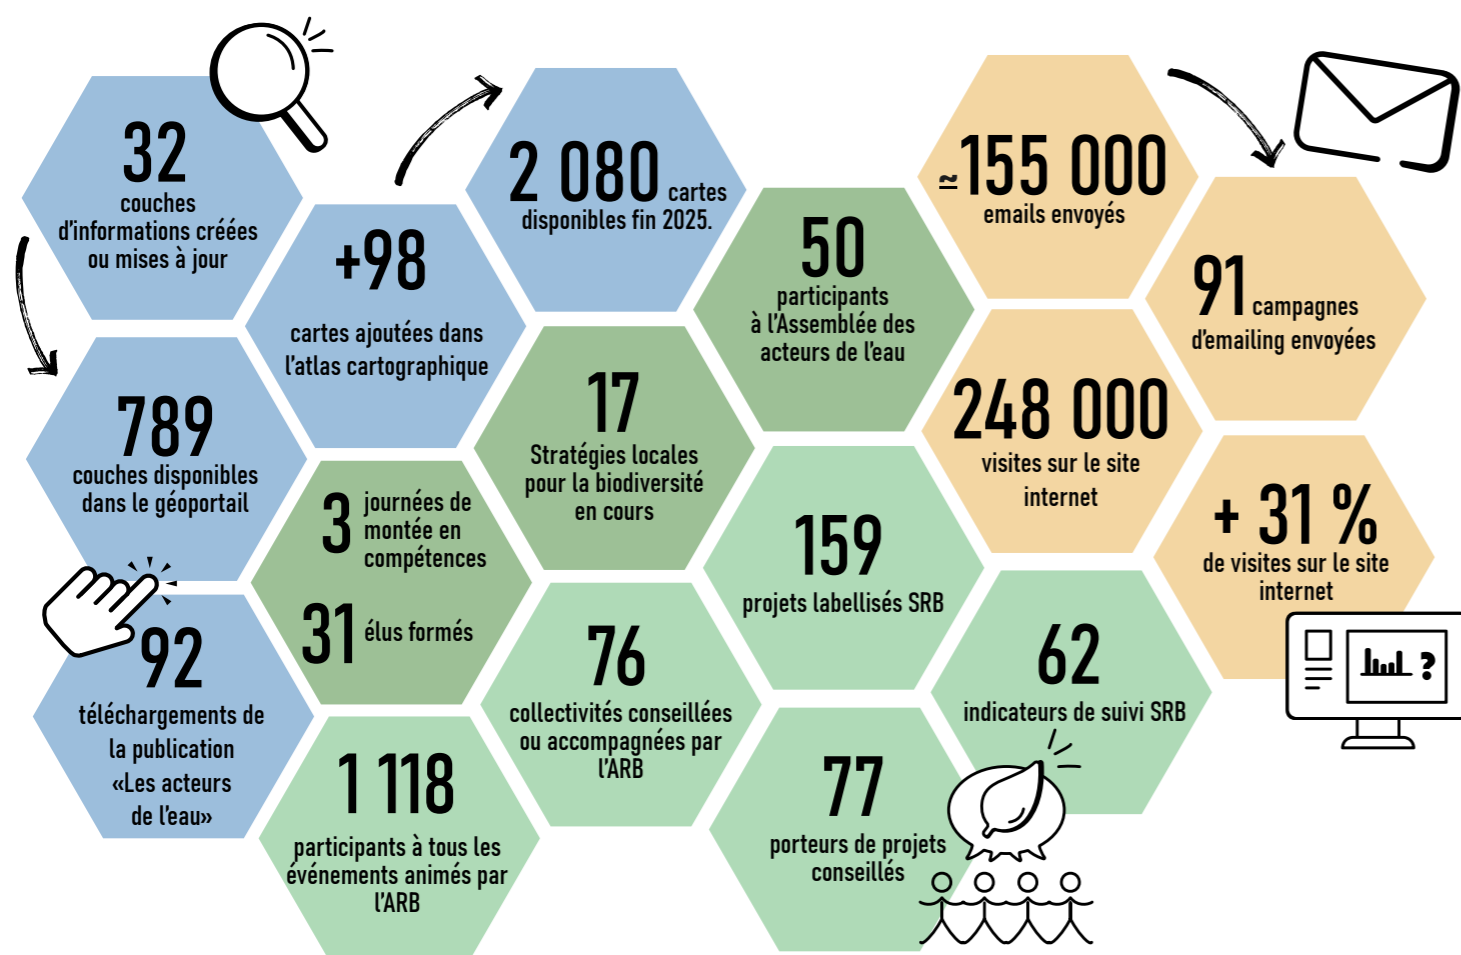 32
couches
d'informations créées
ou mises à jour
+98
cartes ajoutées dans
l'atlas cartographique
2 080 cartes
disponibles fin 2025.
789
couches disponibles
dans le géoportail
92
téléchargements de
la publication
«Les acteurs
de l'eau»
50
participants
à l'Assemblée des
acteurs de l'eau
17
Stratégies locales
pour la biodiversité
en cours
3 journées de
montée en
compétences
31 élus formés
≃155 000
emails envoyés
91 campagnes
d'emailing envoyées
248 000
visites sur le site
internet
+ 31 %
de visites sur le site
internet
159
projets labellisés SRB
76
collectivités conseillées
ou accompagnées par
l'ARB
62
indicateurs de suivi SRB
1 118
participants à tous les
événements animés par
l'ARB
77
porteurs de projets
conseillés
?